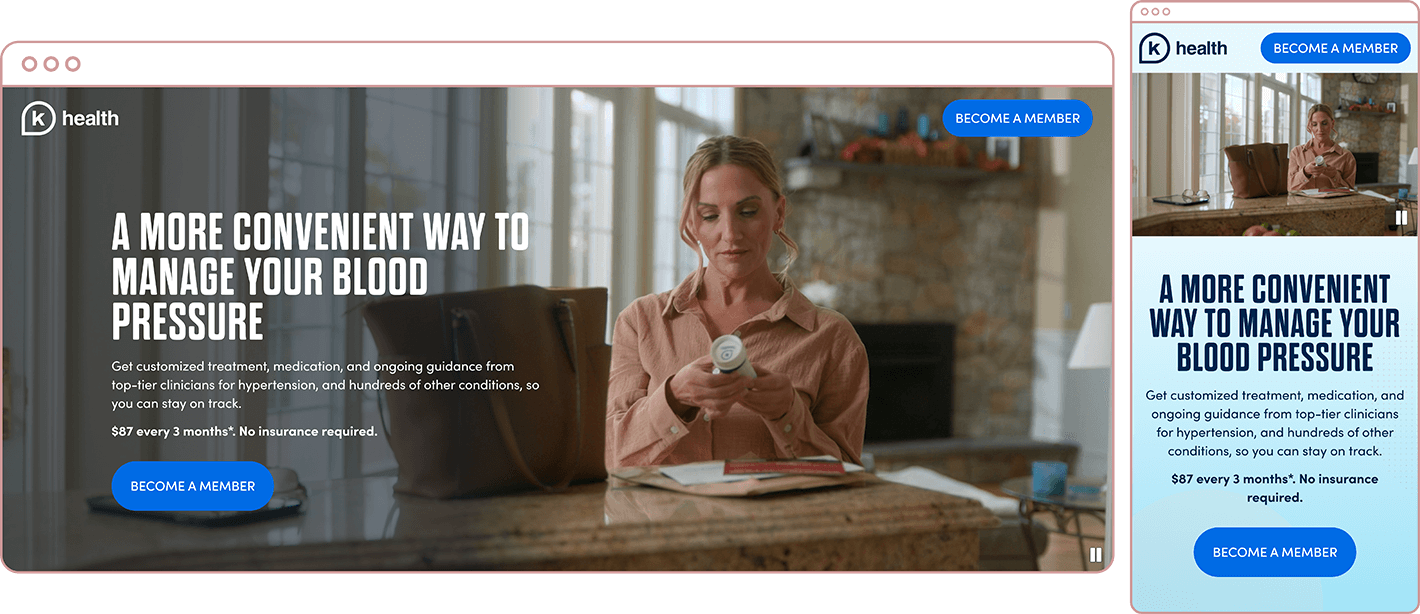 k health
BECOME A MEMBER
A MORE CONVENIENT WAY TO
MANAGE YOUR BLOOD
PRESSURE
Get customized treatment, medication, and ongoing guidance from
top-tier clinicians for hypertension, and hundreds of other conditions, so
you can stay on track.
$87 every 3 months*. No insurance required.
BECOME A MEMBER
k health
BECOME A MEMBER
A MORE CONVENIENT
WAY TO MANAGE YOUR
BLOOD PRESSURE
Get customized treatment, medication, and
ongoing guidance from top-tier clinicians
for hypertension, and hundreds of other
conditions, so you can stay on track.
$87 every 3 months*. No insurance
required.
BECOME A MEMBER